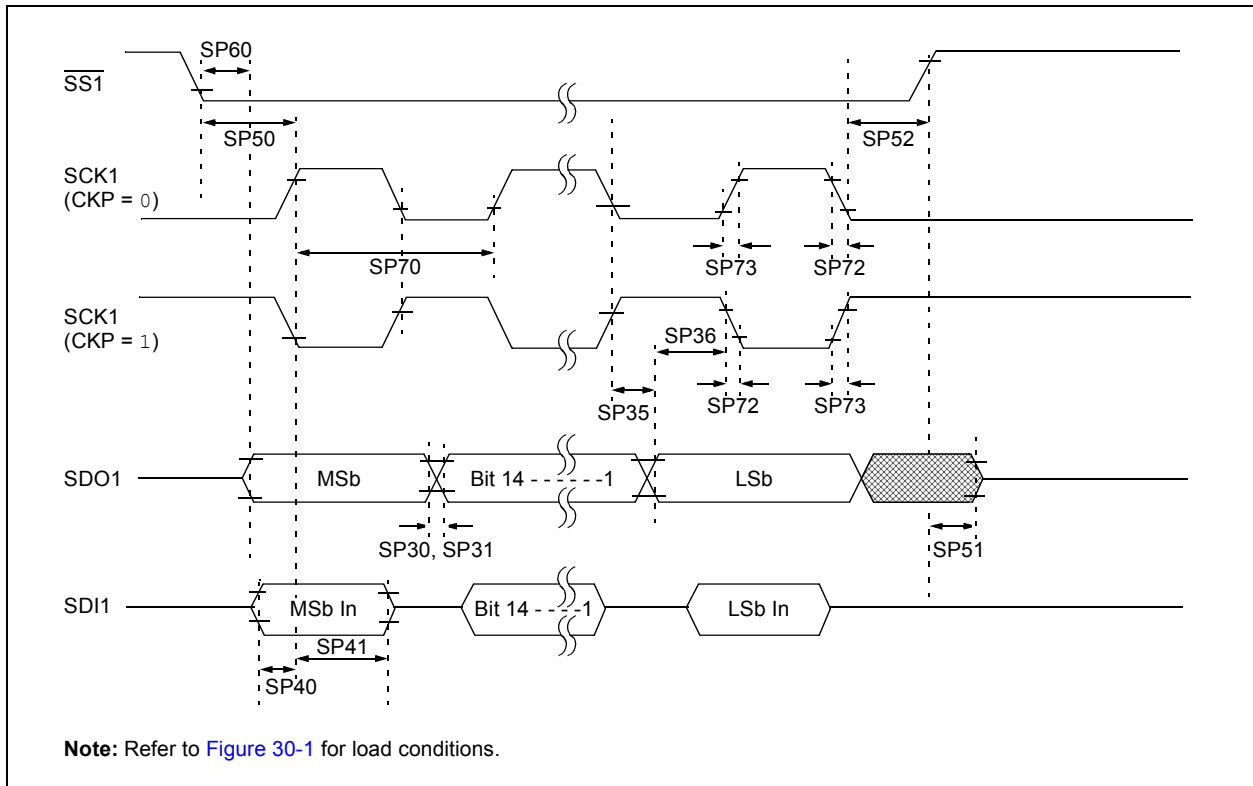 SP60
SS1
SP50
SP52
SCK1
(CKP = 0)
SP70
SP73
SP72
SCK1
(CKP = 1)
SP36
SP35
SP72
SP73
SDO1
MSb
Bit 14 - - - - - -1
LSb
SP30, SP31
SP51
SDI1
MSb In
Bit 14 - - - -1
LSb In
SP41
SP40
Note: Refer to Figure 30-1 for load conditions.